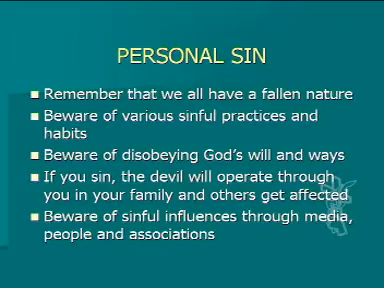 PERSONAL SIN
Remember that we all have a fallen nature
Beware of various sinful practices and
habits
Beware of disobeying God's will and ways
If you sin, the devil will operate through
you in your family and others get affected
Beware of sinful influences through media,
people and associations